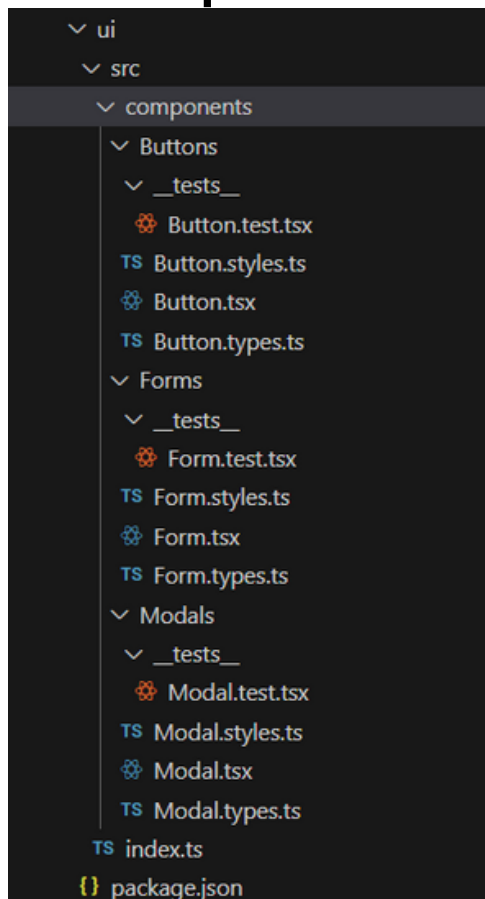 ui
src
components
Buttons
__tests__
Button.test.tsx
TS Button.styles.ts
Button.tsx
TS Button.types.ts
Forms
__tests__
Form.test.tsx
TS Form.styles.ts
Form.tsx
TS Form.types.ts
Modals
__tests__
Modal.test.tsx
TS Modal.styles.ts
Modal.tsx
TS Modal.types.ts
TS index.ts
{} package.json